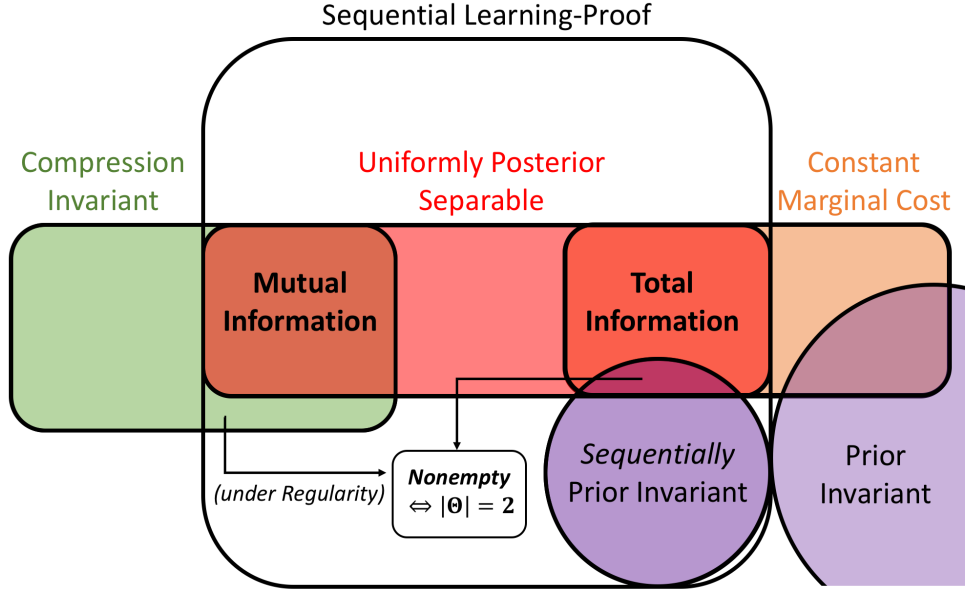 Sequential Learning-Proof
Compression
Invariant
Uniformly Posterior
Separable
Constant
Marginal Cost
Mutual
Information
Total
Information
(under Regularity)
Nonempty
⇔ |Θ| = 2
Sequentially
Prior Invariant
Prior
Invariant